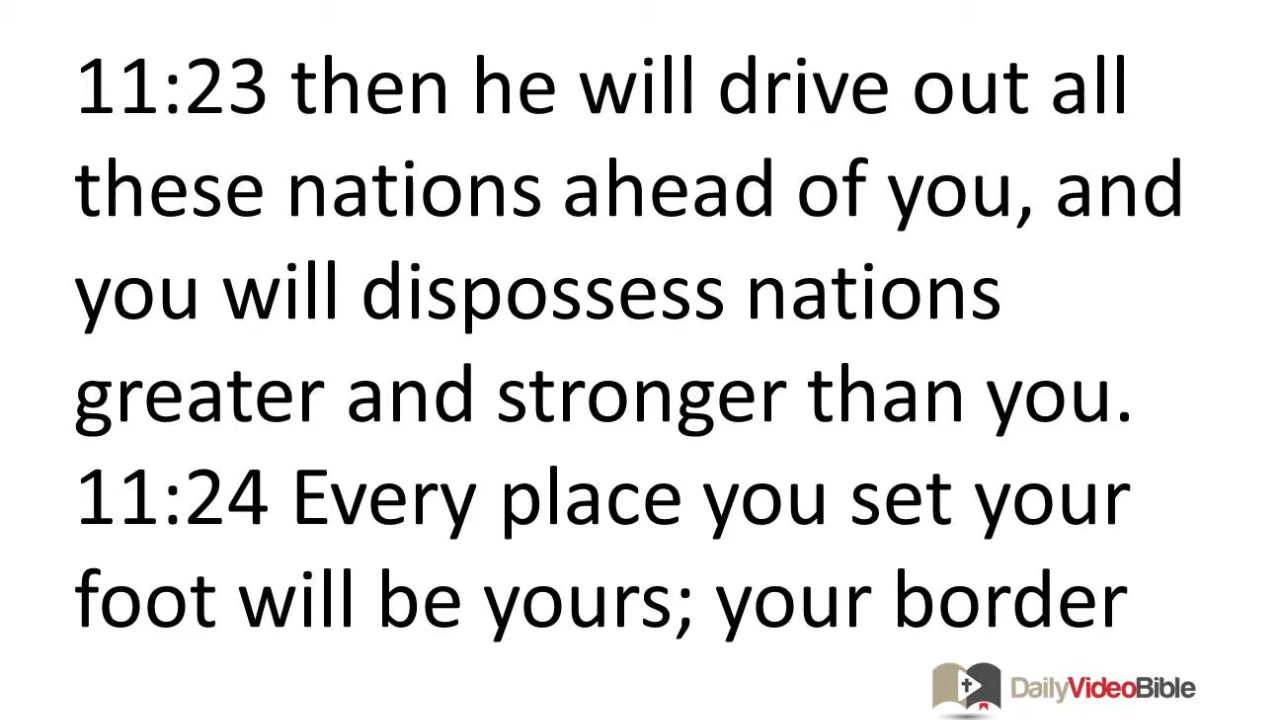 11:23 then he will drive out all
these nations ahead of you, and
you will dispossess nations
greater and stronger than you.
11:24 Every place you set your
foot will be yours; your border
DailyVideoBible